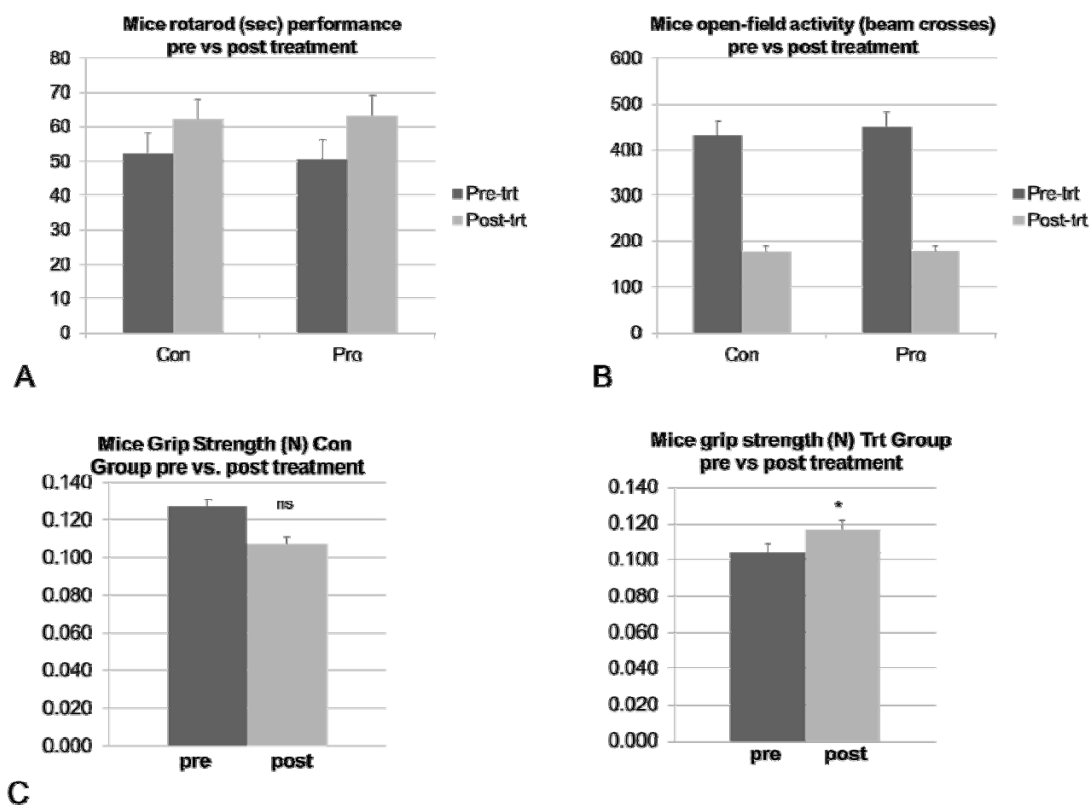 Mice rotarod (sec) performance
pre vs post treatment
80
70
60
50
40
30
20
10
0
Con
Pro
Pre-trt
Post-trt
A
Mice open-field activity (beam crosses)
pre vs post treatment
600
500
400
300
200
100
0
Con
Pro
Pre-trt
Post-trt
B
Mice Grip Strength (N) Con
Group pre vs. post treatment
0.140
0.120
0.100
0.080
0.060
0.040
0.020
0.000
ns
pre
post
Mice grip strength (N) Trt Group
pre vs post treatment
0.140
0.120
0.100
0.080
0.060
0.040
0.020
0.000
*
pre
post
C